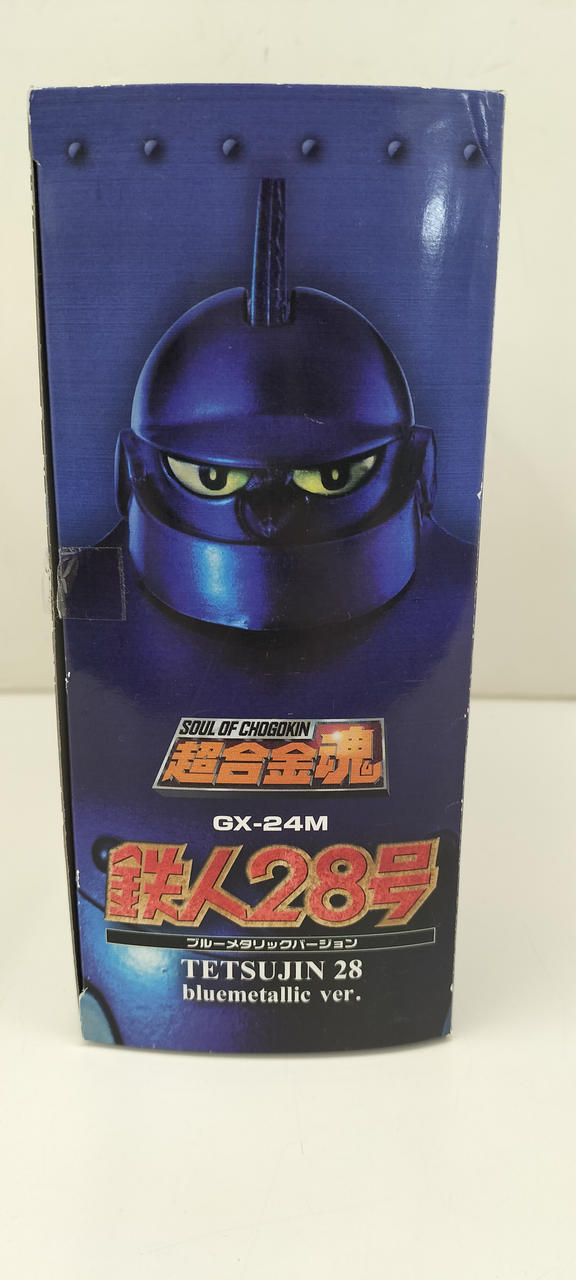 SOUL OF CHOGOKIN
超合金魂
GX-24M
鉄人28号
ブルーメタリックバージョン
TETSUJIN 28
bluemetallic ver.